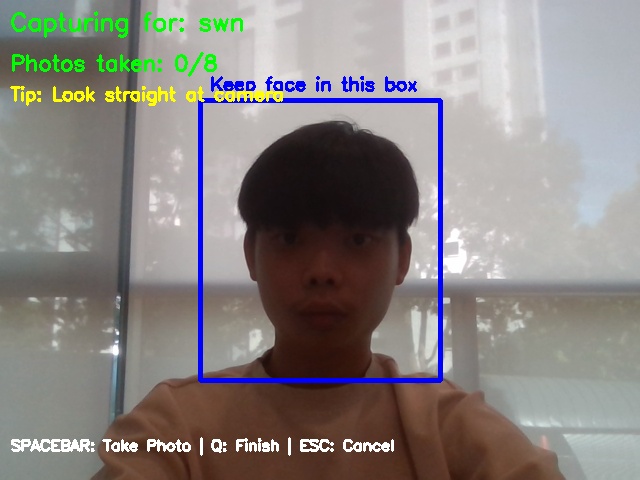 Capturing for: swn
Photos taken: 0/8
Keep face in this box
Tip: Look straight at camera
SPACEBAR: Take Photo | Q: Finish | ESC: Cancel